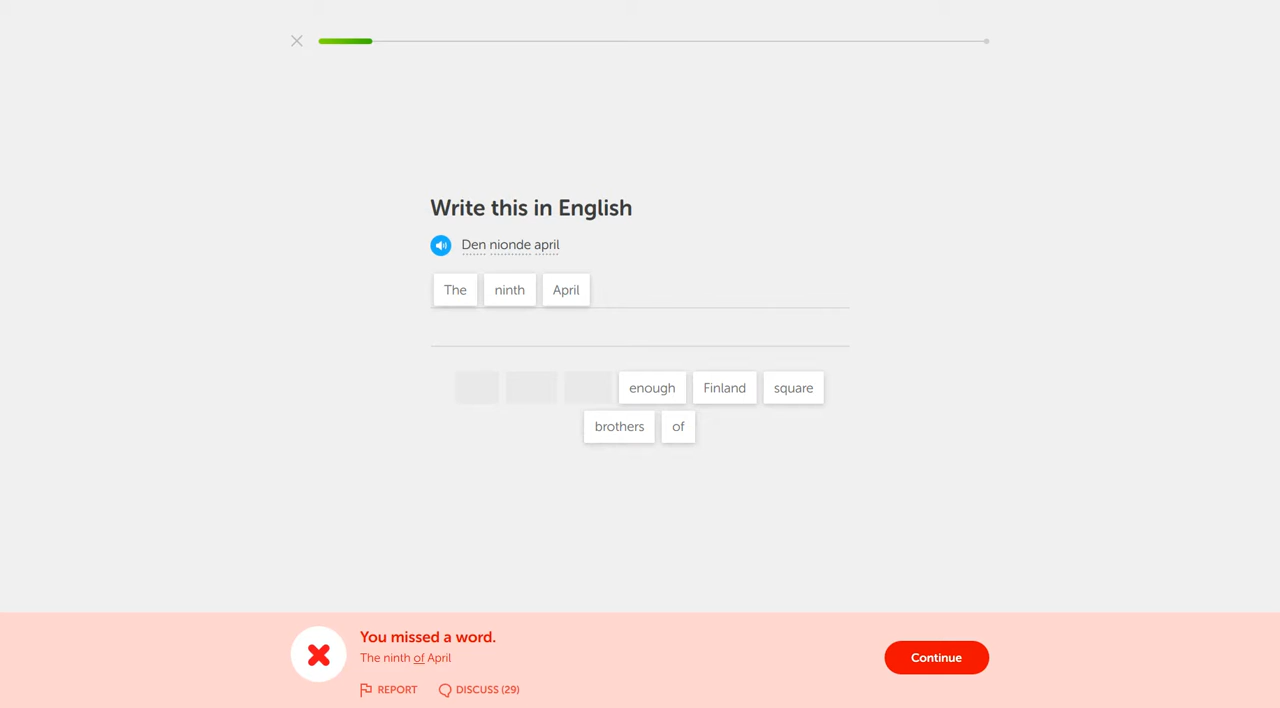 Write this in English
Den nionde april
The ninth April
enough Finland square
brothers of
You missed a word.
The ninth of April
REPORT DISCUSS (29)
Continue